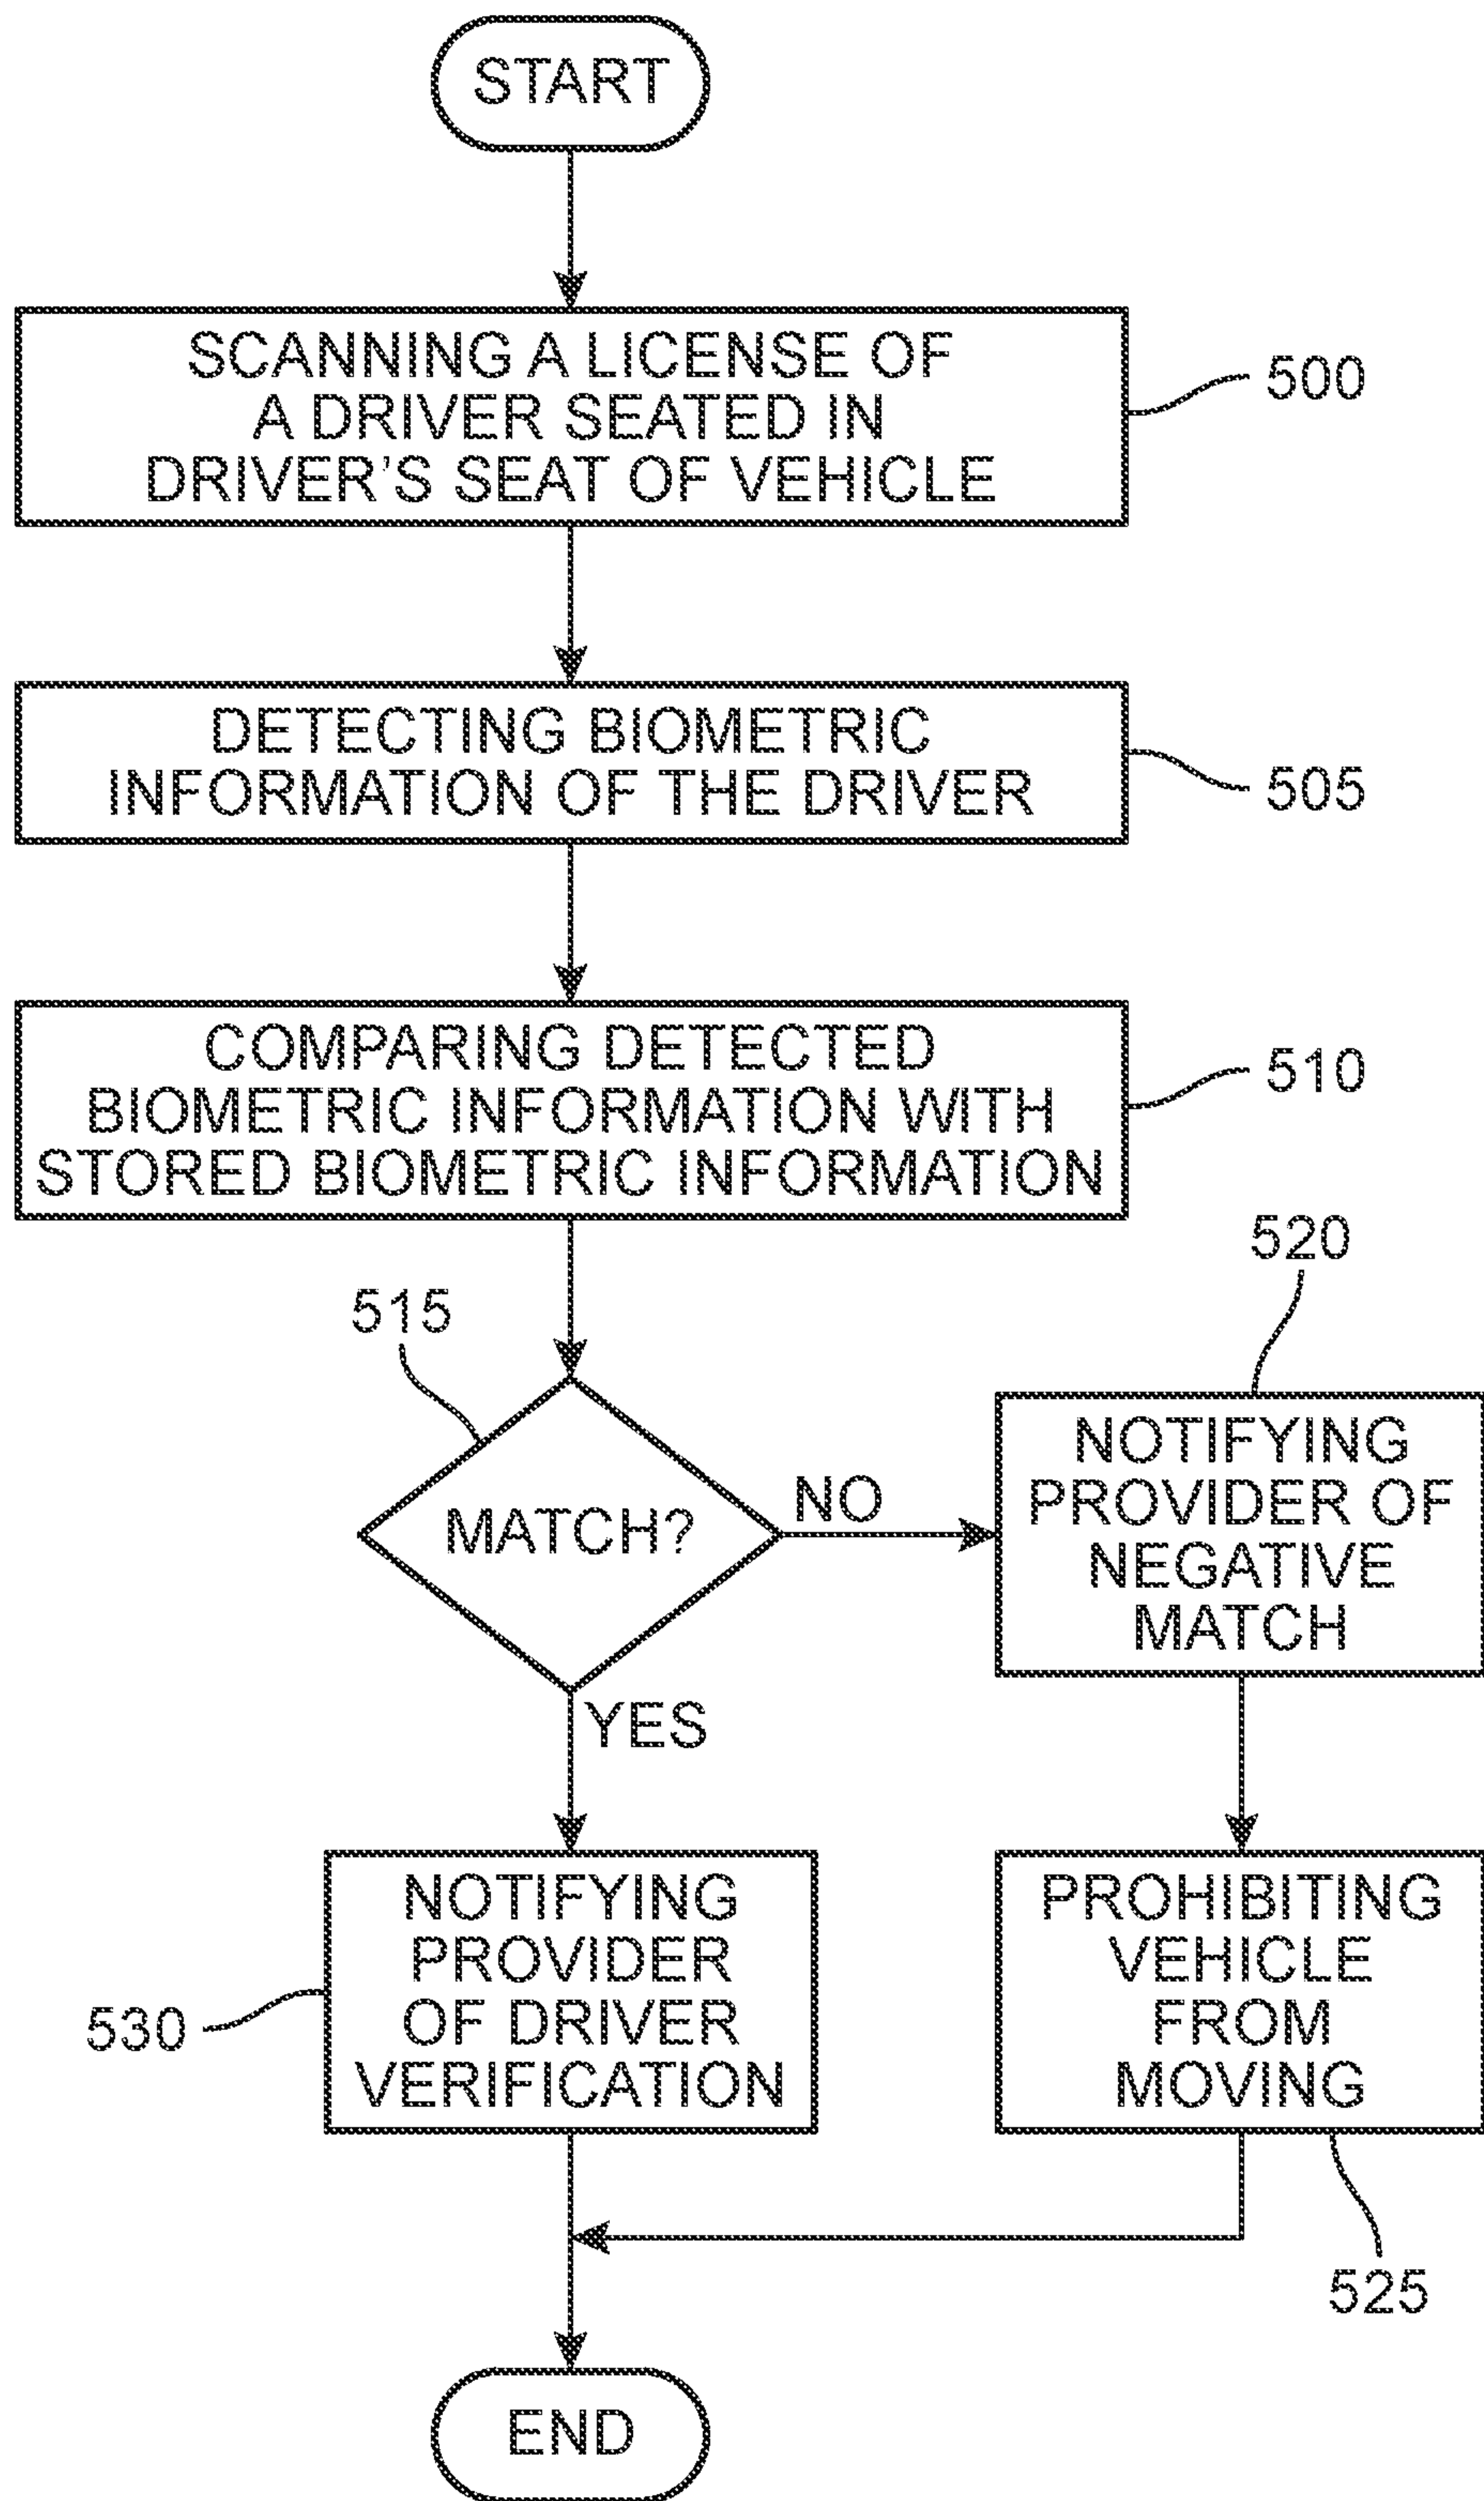 START
SCANNING A LICENSE OF
A DRIVER SEATED IN
DRIVER'S SEAT OF VEHICLE
500
DETECTING BIOMETRIC
INFORMATION OF THE DRIVER
505
COMPARING DETECTED
BIOMETRIC INFORMATION WITH
STORED BIOMETRIC INFORMATION
510
515
MATCH?
NO
YES
520
NOTIFYING
PROVIDER OF
NEGATIVE
MATCH
530
NOTIFYING
PROVIDER
OF DRIVER
VERIFICATION
PROHIBITING
VEHICLE
FROM
MOVING
525
END